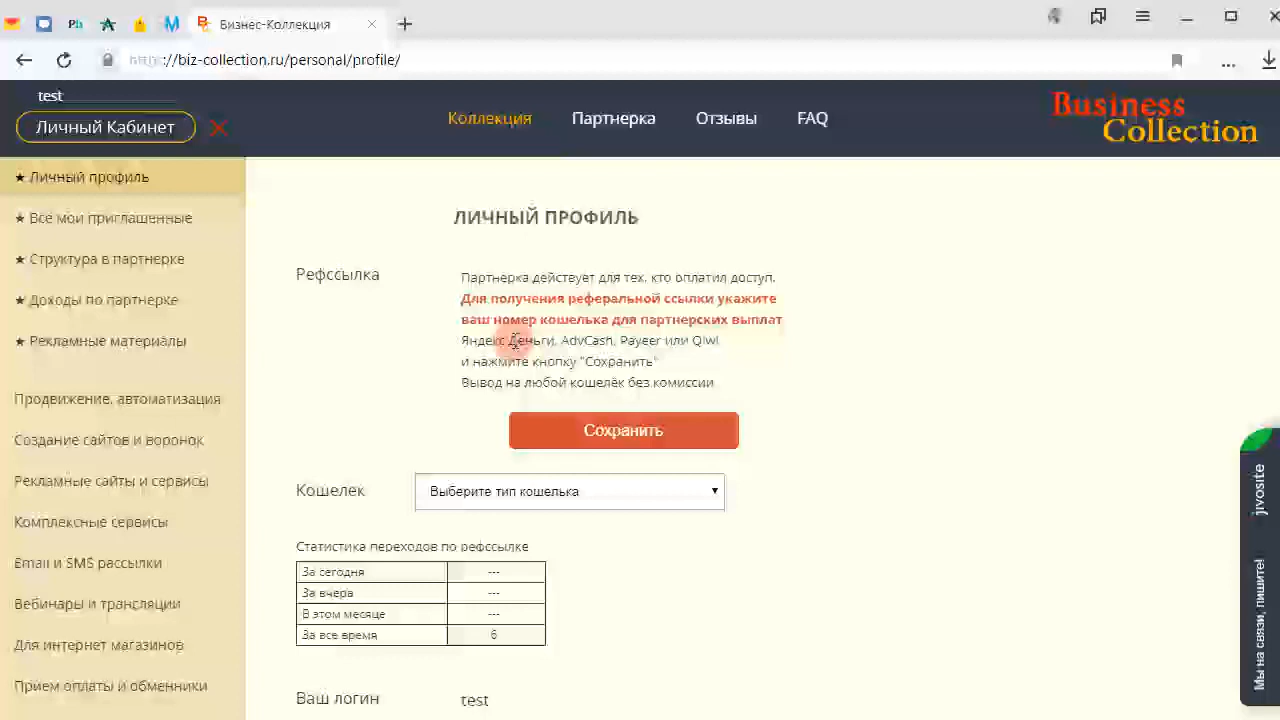 Бизнес-Коллекция
http://biz-collection.ru/personal/profile/
test
Личный Кабинет
Коллекция
Партнерка
Отзывы
FAQ
Business
Collection
★ Личный профиль
★ Все мои приглашенные
★ Структура в партнерке
★ Доходы по партнерке
★ Рекламные материалы
Продвижение, автоматизация
Создание сайтов и воронок
Рекламные сайты и сервисы
Комплексные сервисы
Email и SMS рассылки
Вебинары и трансляции
Для интернет магазинов
Прием оплаты и обменники
ЛИЧНЫЙ ПРОФИЛЬ
Рефссылка
Партнерка действует для тех, кто оплатил доступ.
Для получения реферальной ссылки укажите
ваш номер кошелька для партнерских выплат
Яндекс Деньги, AdvCash, Payeer или Qiwi
и нажмите кнопку "Сохранить"
Вывод на любой кошелёк без комиссии
Сохранить
Кошелек
Выберите тип кошелька
Статистика переходов по рефссылке
За сегодня ---
За вчера ---
В этом месяце ---
За все время 6
Ваш логин
test
jivosite
Мы на связи, пишите!